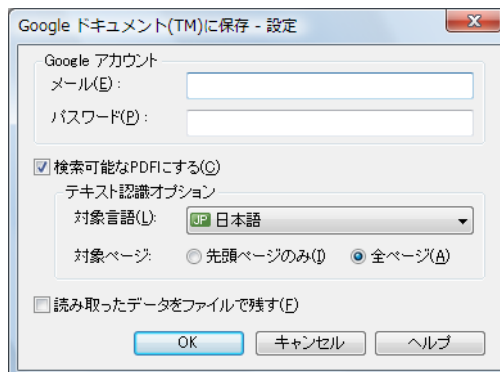 Google ドキュメント(TM)に保存 - 設定
Google アカウント
メール(E) :
パスワード(P) :
検索可能なPDFにする(C)
テキスト認識オプション
対象言語(L):
JP 日本語
対象ページ:
先頭ページのみ(I)
全ページ(A)
読み取ったデータをファイルで残す(F)
OK
キャンセル
ヘルプ